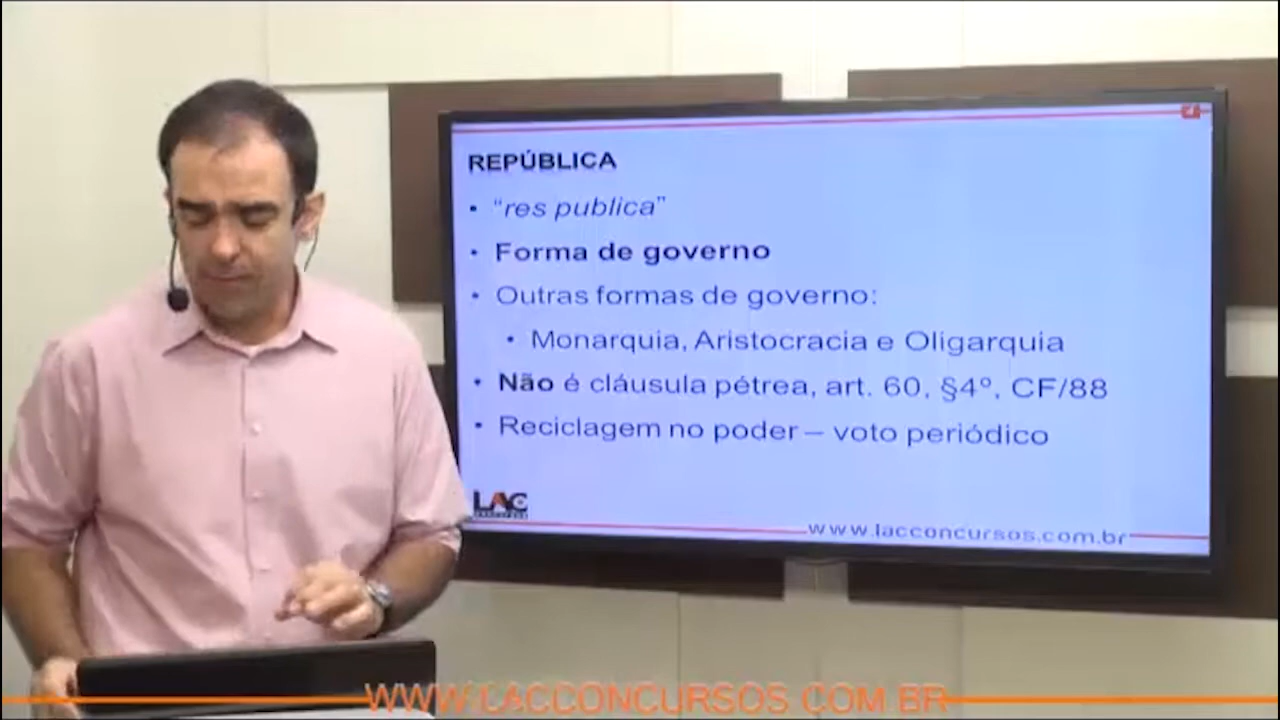 REPÚBLICA
• “res publica”
• Forma de governo
• Outras formas de governo:
• Monarquia, Aristocracia e Oligarquia
• Não é cláusula pétrea, art. 60, §4º, CF/88
• Reciclagem no poder – voto periódico
LAC
www.lacconcursos.com.br
WWW.LACCONCURSOS.COM.BR